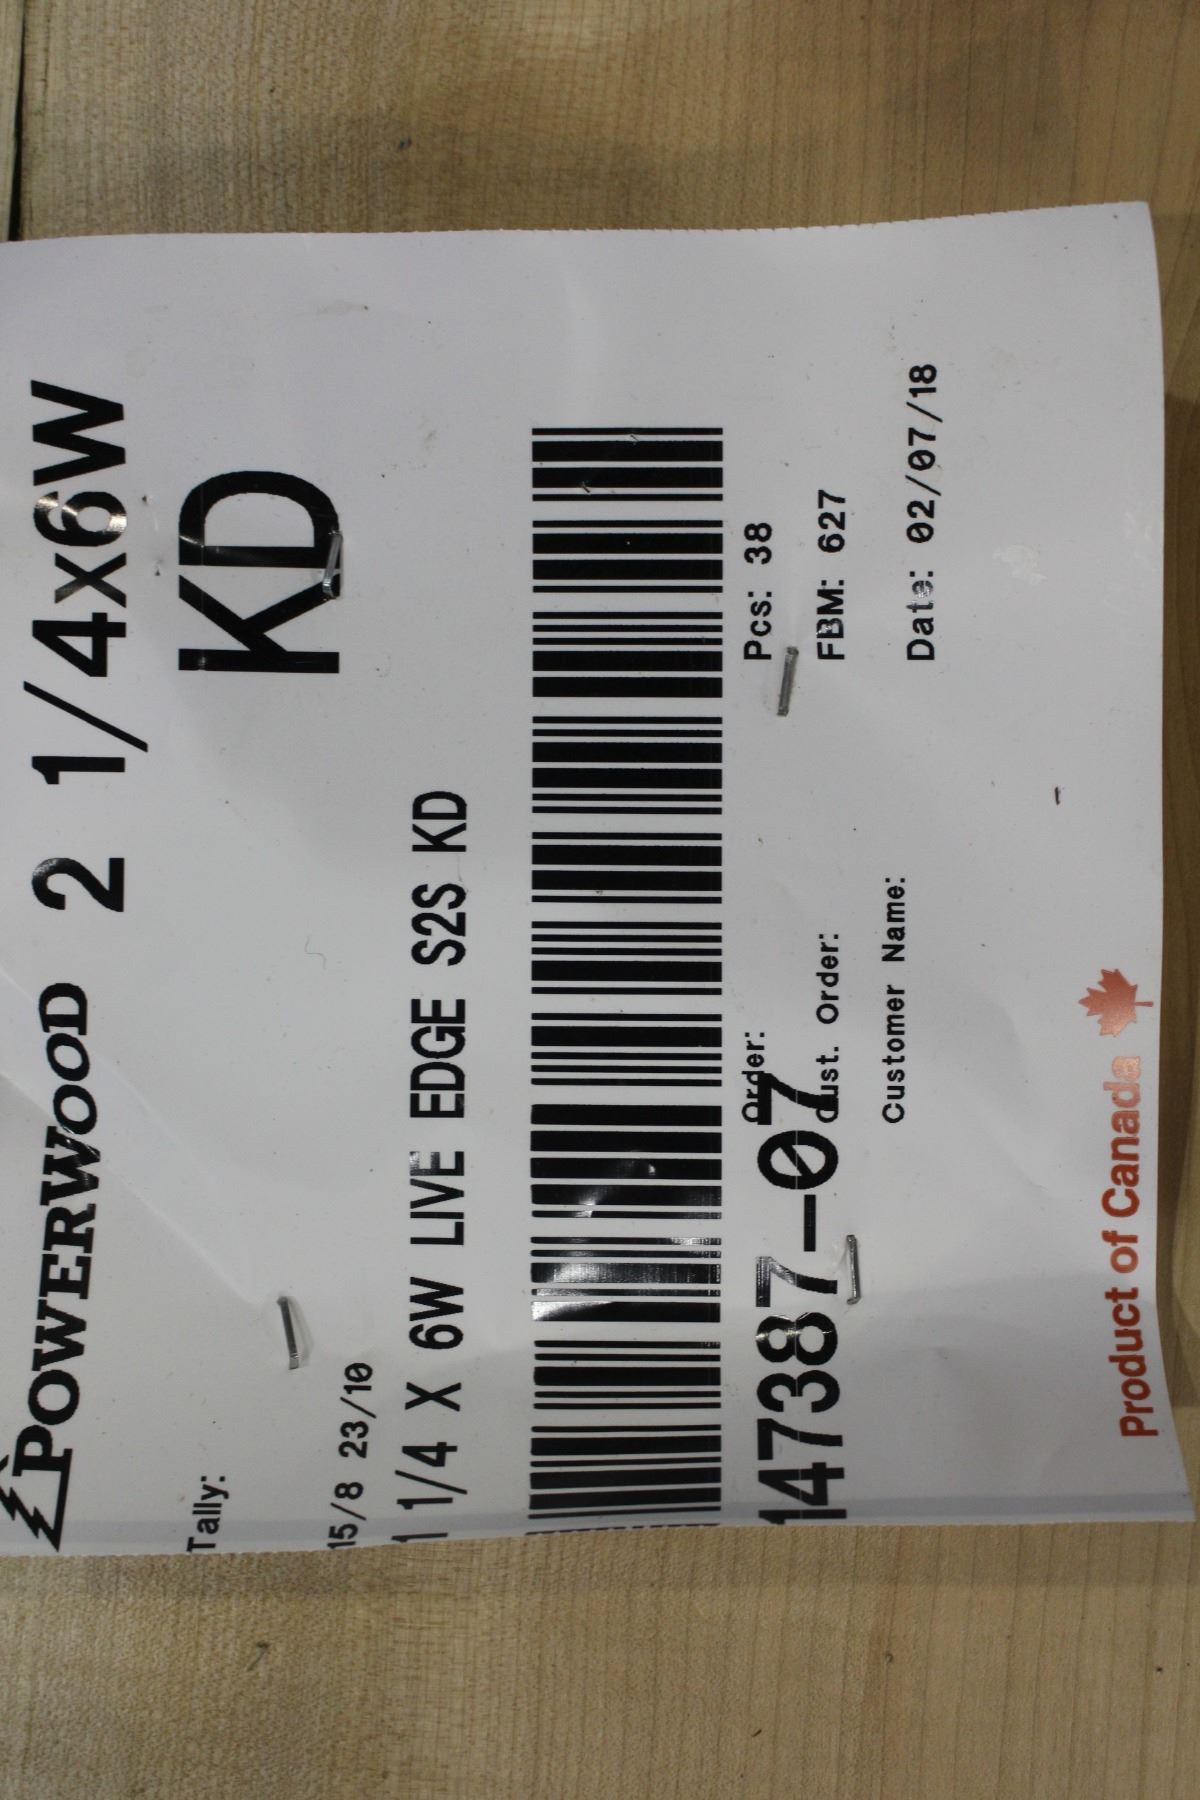 POWERWOOD 2 1/4x6W
KD
Tally:
15/8 23/10
1 1/4 X 6W LIVE EDGE S2S KD
14387-07
Order:
Cust. Order:
Customer Name:
Pcs: 38
FBM: 627
Date: 02/07/18
Product of Canada